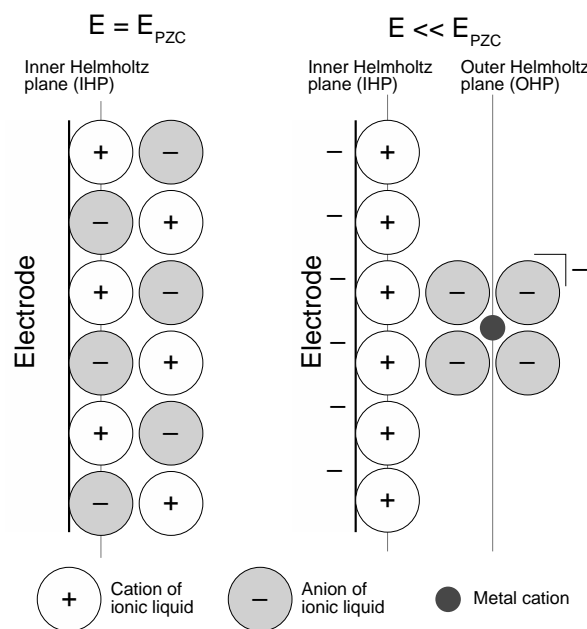 E = E_PZC
E << E_PZC
Inner Helmholtz
plane (IHP)
Inner Helmholtz
plane (IHP)
Outer Helmholtz
plane (OHP)
Electrode
+ −
− +
+ −
− +
+ −
− +
Electrode
− +
− +
− + − − −
− + − −
− +
− +
+ Cation of
ionic liquid
− Anion of
ionic liquid
Metal cation